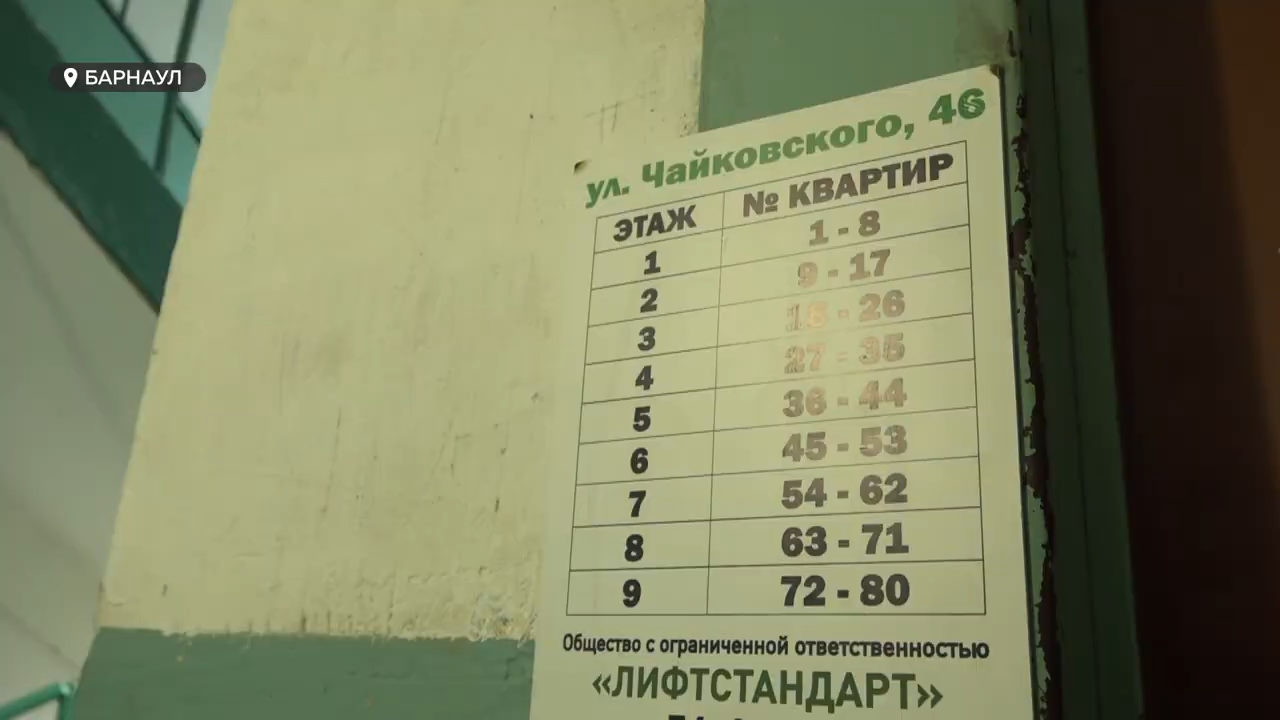 БАРНАУЛ
ул. Чайковского, 46
ЭТАЖ № КВАРТИР
1 1 - 8
2 9 - 17
3 18 - 26
4 27 - 35
5 36 - 44
6 45 - 53
7 54 - 62
8 63 - 71
9 72 - 80
Общество с ограниченной ответственностью
«ЛИФТСТАНДАРТ»